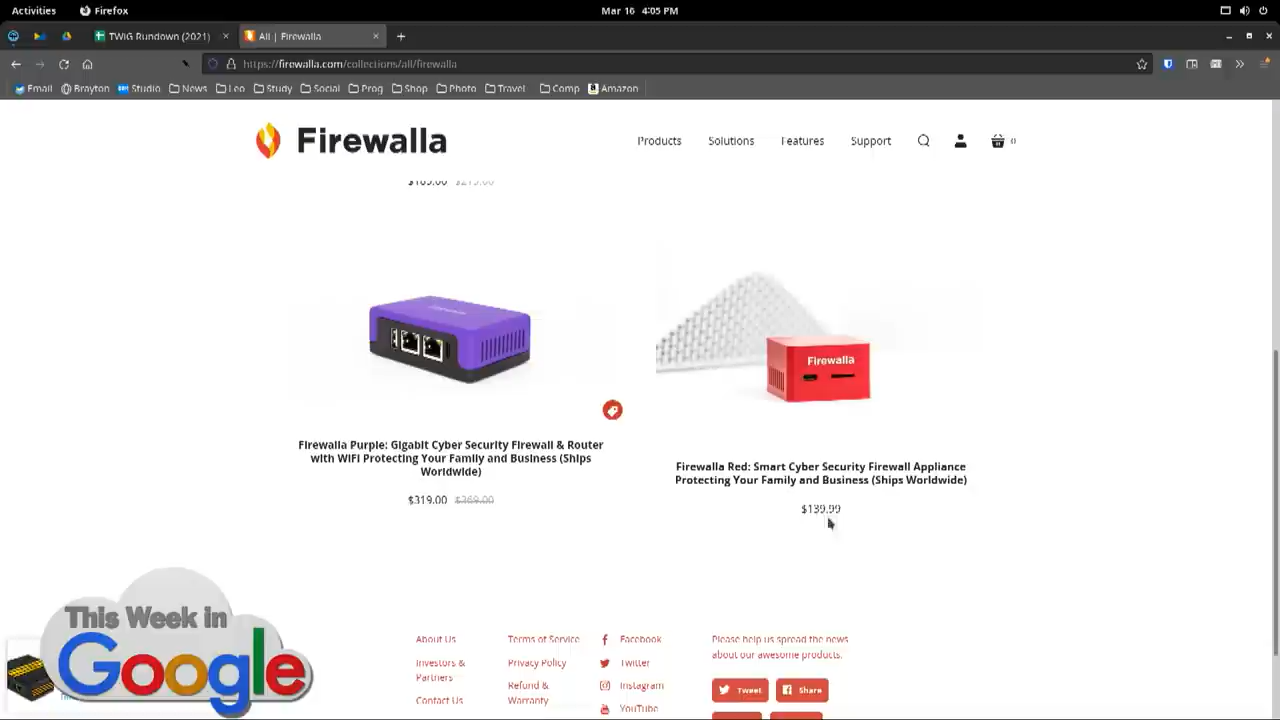 Activities
Firefox
Mar 16 4:05 PM
TWiG Rundown (2021)
All | Firewalla
https://firewalla.com/collections/all/firewalla
Email
Brayton
Studio
News
Leo
Study
Social
Prog
Shop
Photo
Travel
Comp
Amazon
Firewalla
Products
Solutions
Features
Support
0
Firewalla
Firewalla Purple: Gigabit Cyber Security Firewall & Router
with WiFi Protecting Your Family and Business (Ships
Worldwide)
$319.00 $369.00
Firewalla Red: Smart Cyber Security Firewall Appliance
Protecting Your Family and Business (Ships Worldwide)
$139.99
This Week in
Google
About Us
Investors &
Partners
Contact Us
Terms of Service
Privacy Policy
Refund &
Warranty
Facebook
Twitter
Instagram
YouTube
Please help us spread the news
about our awesome products.
Tweet
Share